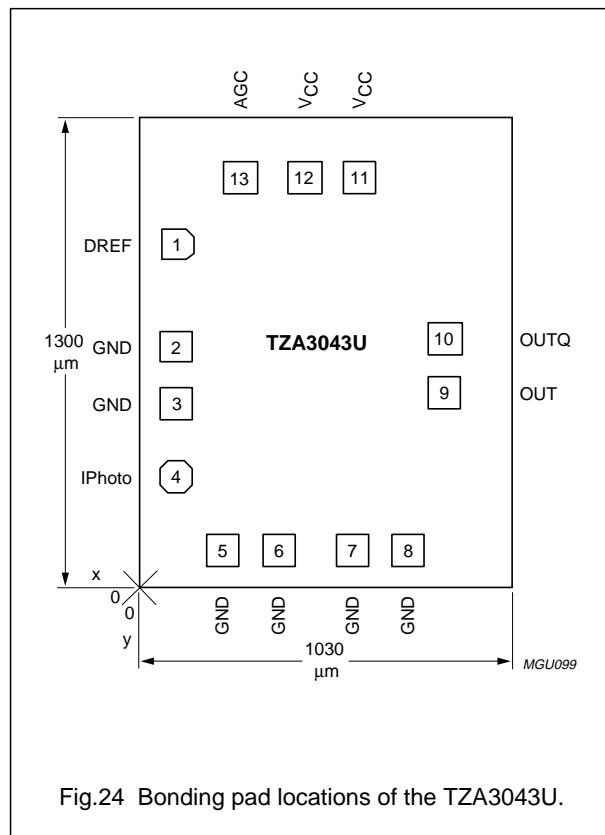 AGC
VCC
VCC
13
12
11
DREF
1
1300
μm
GND
2
TZA3043U
10
OUTQ
GND
3
9
OUT
IPhoto
4
5
6
7
8
x
0
0
y
GND
GND
GND
GND
1030
μm
MGU099
Fig.24 Bonding pad locations of the TZA3043U.